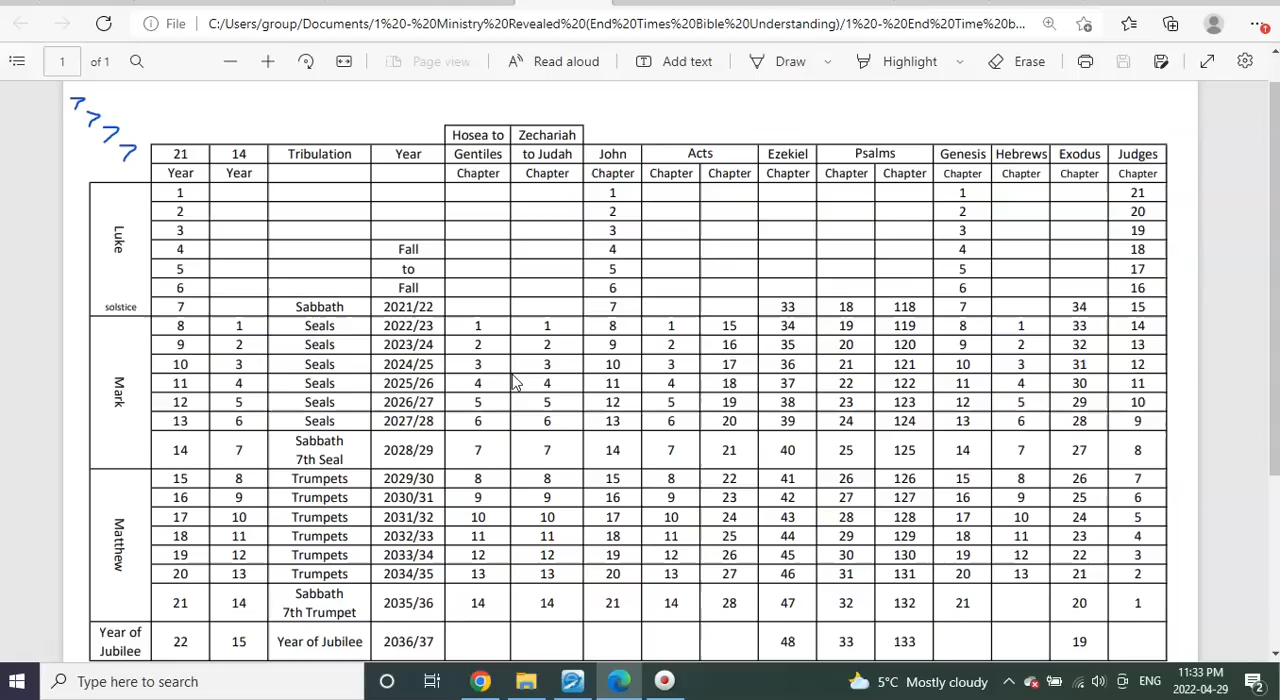 File C:/Users/group/Documents/1%20-%20Ministry%20Revealed%20(End%20Times%20Bible%20Understanding)/1%20-%20End%20Time%20b...
1 of 1 Page view Read aloud Add text Draw Highlight Erase
7
7
7
7
Hosea to Zechariah
21 14 Tribulation Year Gentiles to Judah John Acts Ezekiel Psalms Genesis Hebrews Exodus Judges
Year Year Chapter Chapter Chapter Chapter Chapter Chapter Chapter Chapter Chapter Chapter Chapter Chapter
Luke
1 1 1 21
2 2 2 20
3 3 3 19
4 Fall 4 4 18
5 to 5 5 17
6 Fall 6 6 16
solstice 7 Sabbath 2021/22 7 33 18 118 7 34 15
Mark
8 1 Seals 2022/23 1 1 8 1 15 34 19 119 8 1 33 14
9 2 Seals 2023/24 2 2 9 2 16 35 20 120 9 2 32 13
10 3 Seals 2024/25 3 3 10 3 17 36 21 121 10 3 31 12
11 4 Seals 2025/26 4 4 11 4 18 37 22 122 11 4 30 11
12 5 Seals 2026/27 5 5 12 5 19 38 23 123 12 5 29 10
13 6 Seals 2027/28 6 6 13 6 20 39 24 124 13 6 28 9
Sabbath
14 7 7th Seal 2028/29 7 7 14 7 21 40 25 125 14 7 27 8
Matthew
15 8 Trumpets 2029/30 8 8 15 8 22 41 26 126 15 8 26 7
16 9 Trumpets 2030/31 9 9 16 9 23 42 27 127 16 9 25 6
17 10 Trumpets 2031/32 10 10 17 10 24 43 28 128 17 10 24 5
18 11 Trumpets 2032/33 11 11 18 11 25 44 29 129 18 11 23 4
19 12 Trumpets 2033/34 12 12 19 12 26 45 30 130 19 12 22 3
20 13 Trumpets 2034/35 13 13 20 13 27 46 31 131 20 13 21 2
Sabbath
21 14 7th Trumpet 2035/36 14 14 21 14 28 47 32 132 21 20 1
Year of
Jubilee 22 15 Year of Jubilee 2036/37 48 33 133 19
Type here to search 5°C Mostly cloudy ENG 11:33 PM
2022-04-29 2